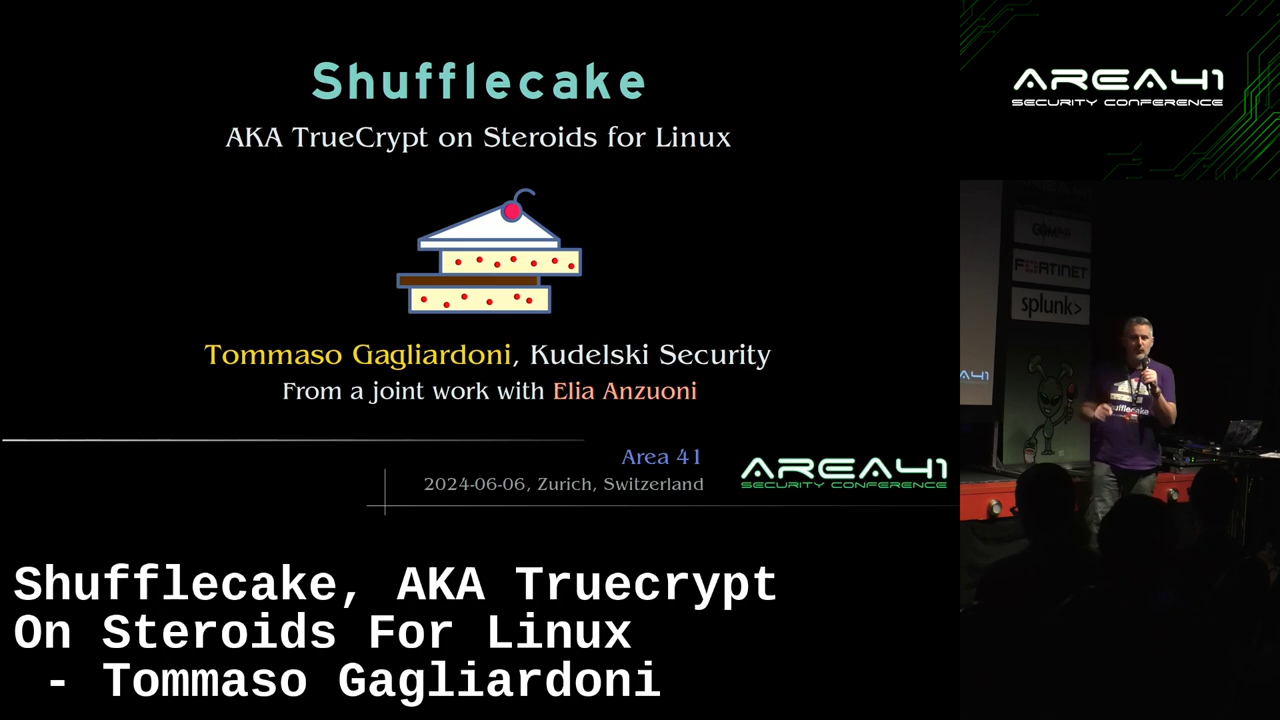 Shufflecake
AKA TrueCrypt on Steroids for Linux
Tommaso Gagliardoni, Kudelski Security
From a joint work with Elia Anzuoni
Area 41
2024-06-06, Zurich, Switzerland
AREA41
SECURITY CONFERENCE
Shufflecake, AKA Truecrypt
On Steroids For Linux
- Tommaso Gagliardoni
AREA41
SECURITY CONFERENCE
FORTINET
splunk>